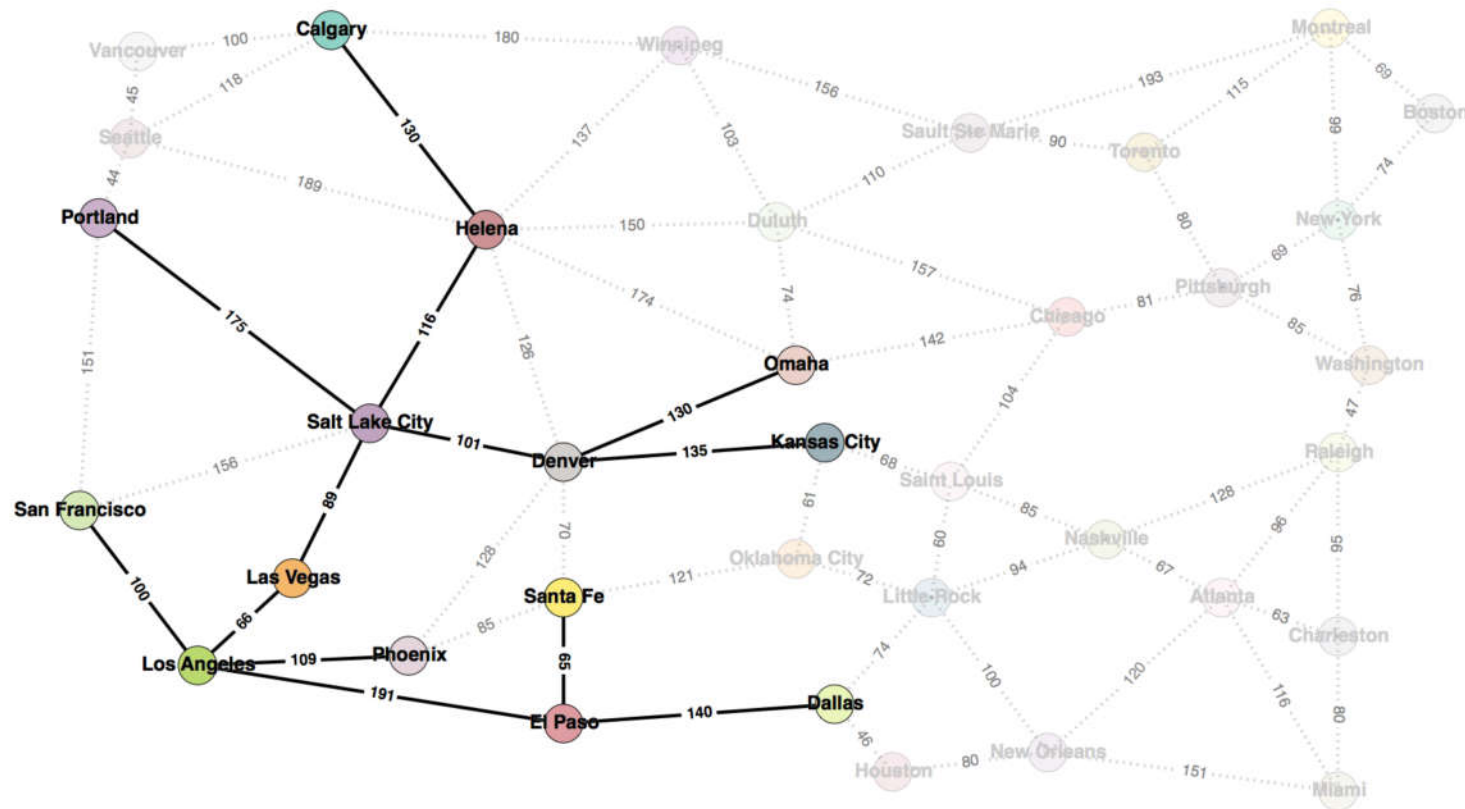 Calgary
Montreal
Vancouver
100
180
Winnipeg
69
118
193
115
45
156
Boston
130
137
103
Sault Ste Marie
99
Seattle
90
Torento
74
44
189
110
Portland
Helena
150
Duluth
80
New York
69
157
Pittsburgh
174
74
81
76
175
116
Chisago
85
126
142
151
Omaha
Washington
104
130
47
Salt Lake City
101
Denver
135
Kansas City
68
Raleigh
156
Saint Louis
89
61
85
128
San Francisco
70
96
95
Nashville
128
Oklahoma City
60
94
67
100
Las Vegas
Santa Fe
121
72
Little Rock
Atlanta
66
85
63
Charleston
Los Angeles
109
Phoenix
65
74
100
120
116
191
140
Dallas
80
El Paso
46
New Orleans
80
151
Houston
Miami